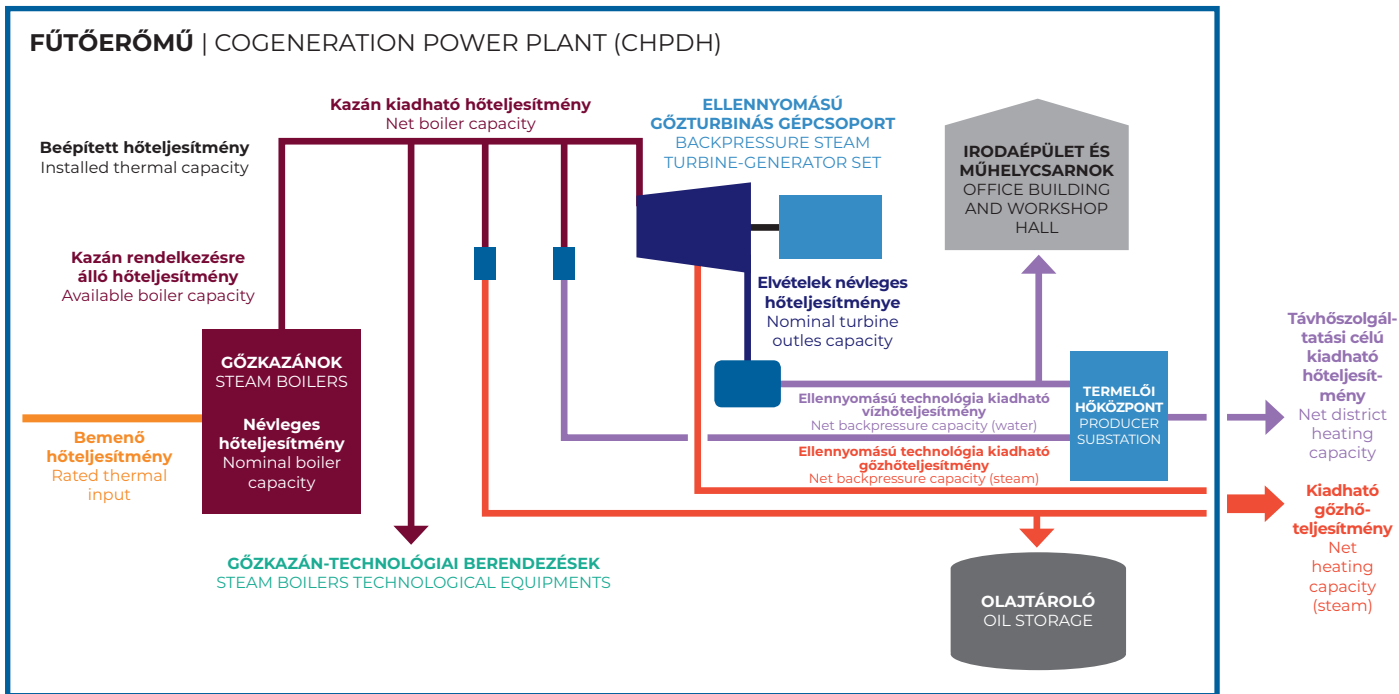 FŰTŐERŐMŰ | COGENERATION POWER PLANT (CHPDH)
Kazán kiadható hőteljesítmény
Net boiler capacity
ELLENNYOMÁSÚ
GŐZTURBINÁS GÉPCSOPORT
BACKPRESSURE STEAM
TURBINE-GENERATOR SET
Beépített hőteljesítmény
Installed thermal capacity
IRODAÉPÜLET ÉS
MŰHELYCSARNOK
OFFICE BUILDING
AND WORKSHOP
HALL
Kazán rendelkezésre
álló hőteljesítmény
Available boiler capacity
Elvételek névleges
hőteljesítménye
Nominal turbine
outles capacity
GŐZKAZÁNOK
STEAM BOILERS
Névleges
hőteljesítmény
Nominal boiler
capacity
Bemenő
hőteljesítmény
Rated thermal
input
Ellennyomású technológia kiadható
vízhőteljesítmény
Net backpressure capacity (water)
Ellennyomású technológia kiadható
gőzhőteljesítmény
Net backpressure capacity (steam)
TERMELŐI
HŐKÖZPONT
PRODUCER
SUBSTATION
Távhőszolgál-
tatási célú
kiadható
hőteljesít-
mény
Net district
heating
capacity
Kiadható
gőzhő-
teljesítmény
Net
heating
capacity
(steam)
GŐZKAZÁN-TECHNOLÓGIAI BERENDEZÉSEK
STEAM BOILERS TECHNOLOGICAL EQUIPMENTS
OLAJTÁROLÓ
OIL STORAGE